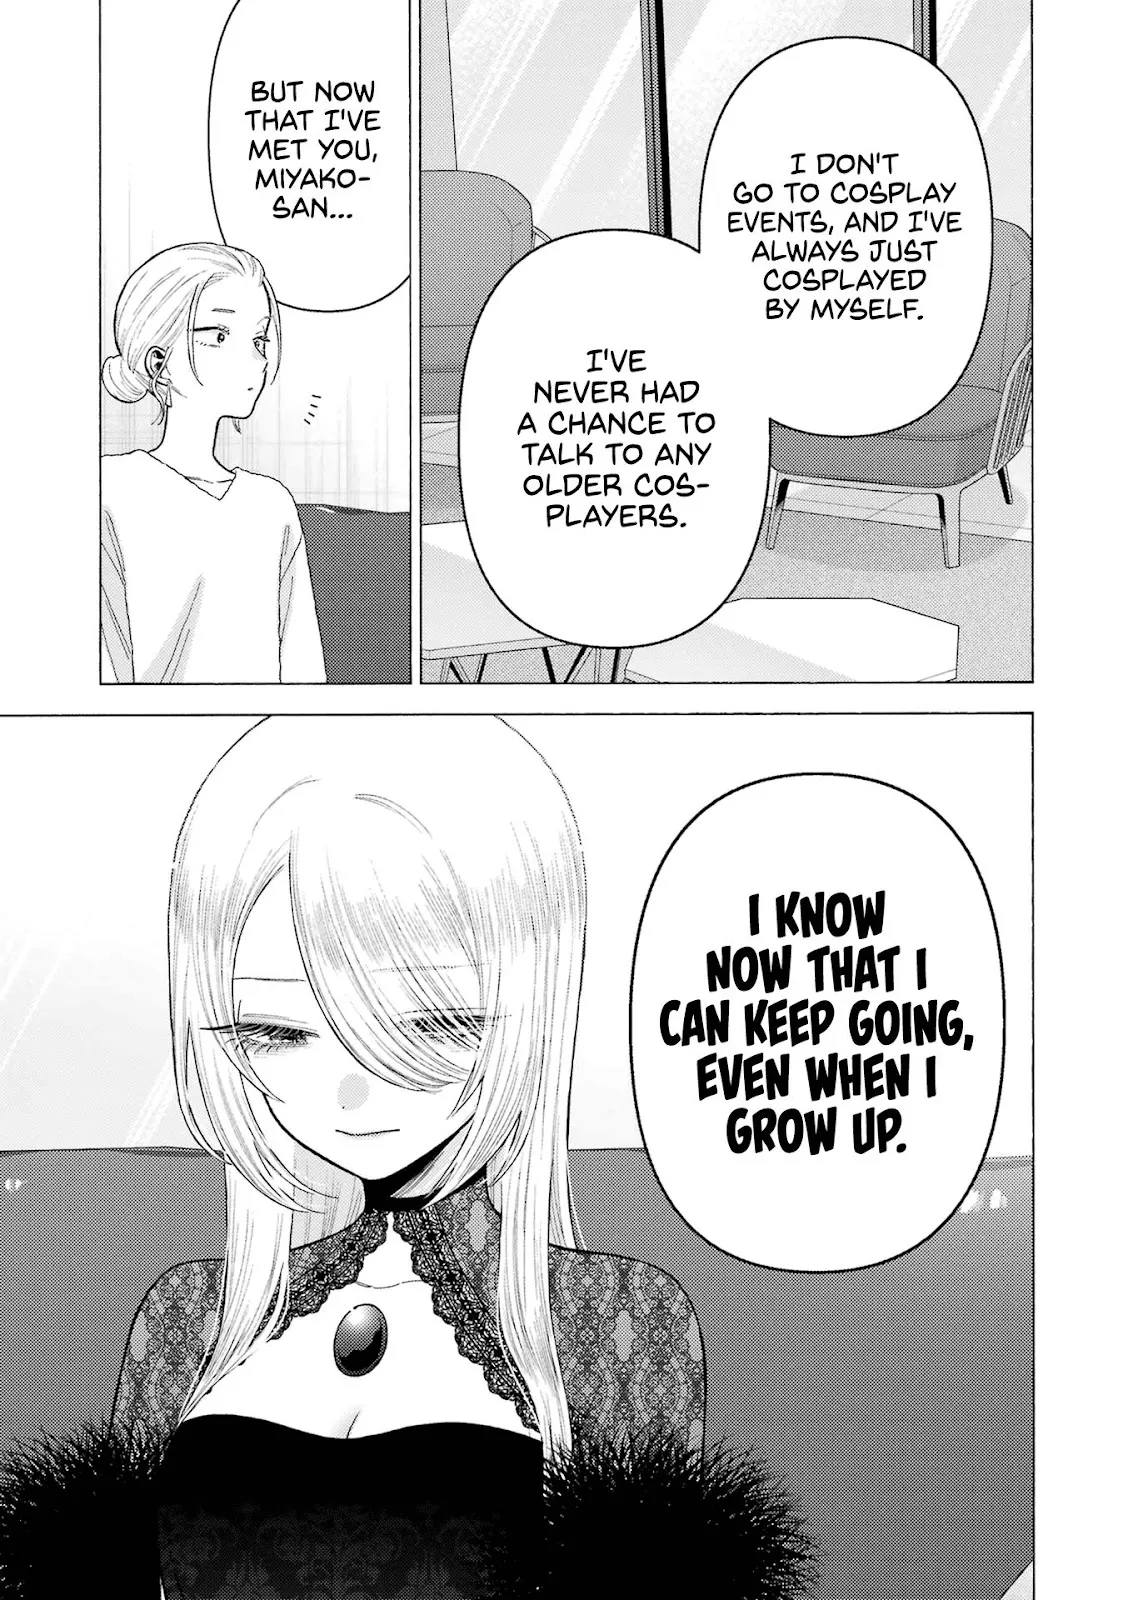 I DON'T
GO TO COSPLAY
EVENTS, AND I'VE
ALWAYS JUST
COSPLAYED
BY MYSELF.
I'VE
NEVER HAD
A CHANCE TO
TALK TO ANY
OLDER COS-
PLAYERS.
BUT NOW
THAT I'VE
MET YOU,
MIYAKO-
SAN...
I KNOW
NOW THAT I
CAN KEEP GOING,
EVEN WHEN I
GROW UP.